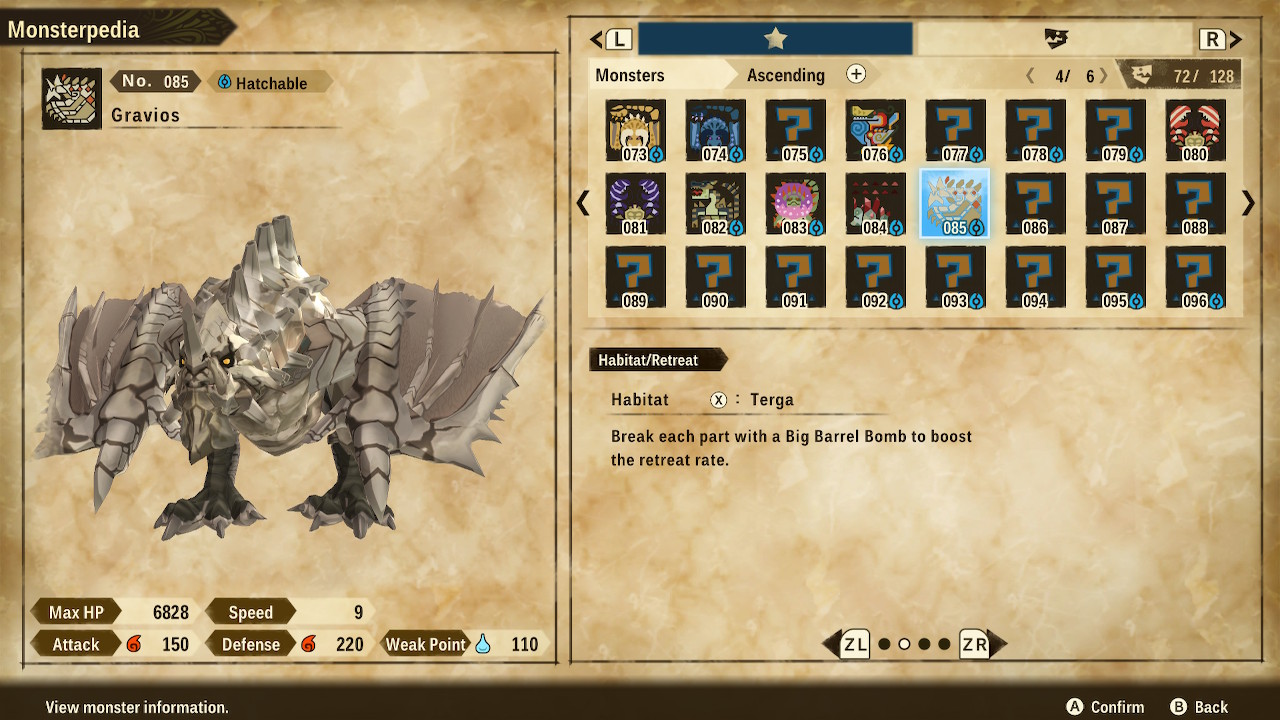 Monsterpedia
No. 085
Hatchable
Gravios
Max HP 6828 Speed 9
Attack 150 Defense 220 Weak Point 110
L R
Monsters Ascending + 4/ 6 72/ 128
073 074 075 076 077 078 079 080
081 082 083 084 085 086 087 088
089 090 091 092 093 094 095 096
Habitat/Retreat
Habitat X : Terga
Break each part with a Big Barrel Bomb to boost
the retreat rate.
ZL ZR
View monster information.
A Confirm B Back